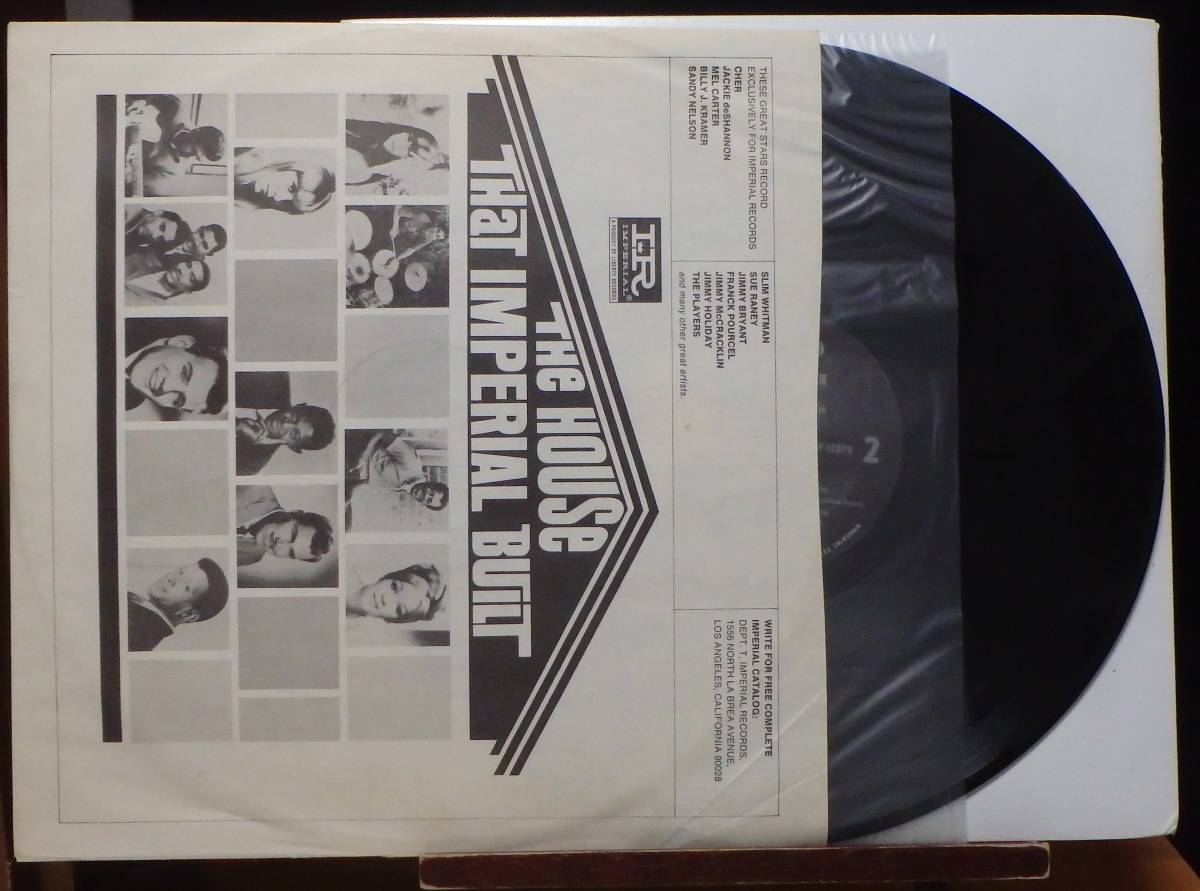 THE HOUSE
THAT IMPERIAL BUILT
IR
IMPERIAL®
A PRODUCT OF LIBERTY RECORDS
THESE GREAT STARS RECORD
EXCLUSIVELY FOR IMPERIAL RECORDS
CHER
JACKIE deSHANNON
MEL CARTER
BILLY J. KRAMER
SANDY NELSON
SLIM WHITMAN
SUE RANEY
JIMMY BRYANT
FRANCK POURCEL
JIMMY McCRACKLIN
JIMMY HOLIDAY
THE PLAYERS
and many other great artists.
WRITE FOR FREE COMPLETE
IMPERIAL CATALOG:
DEPT. T, IMPERIAL RECORDS,
1556 NORTH LA BREA AVENUE,
LOS ANGELES, CALIFORNIA 90028
2
CALIFORNIA